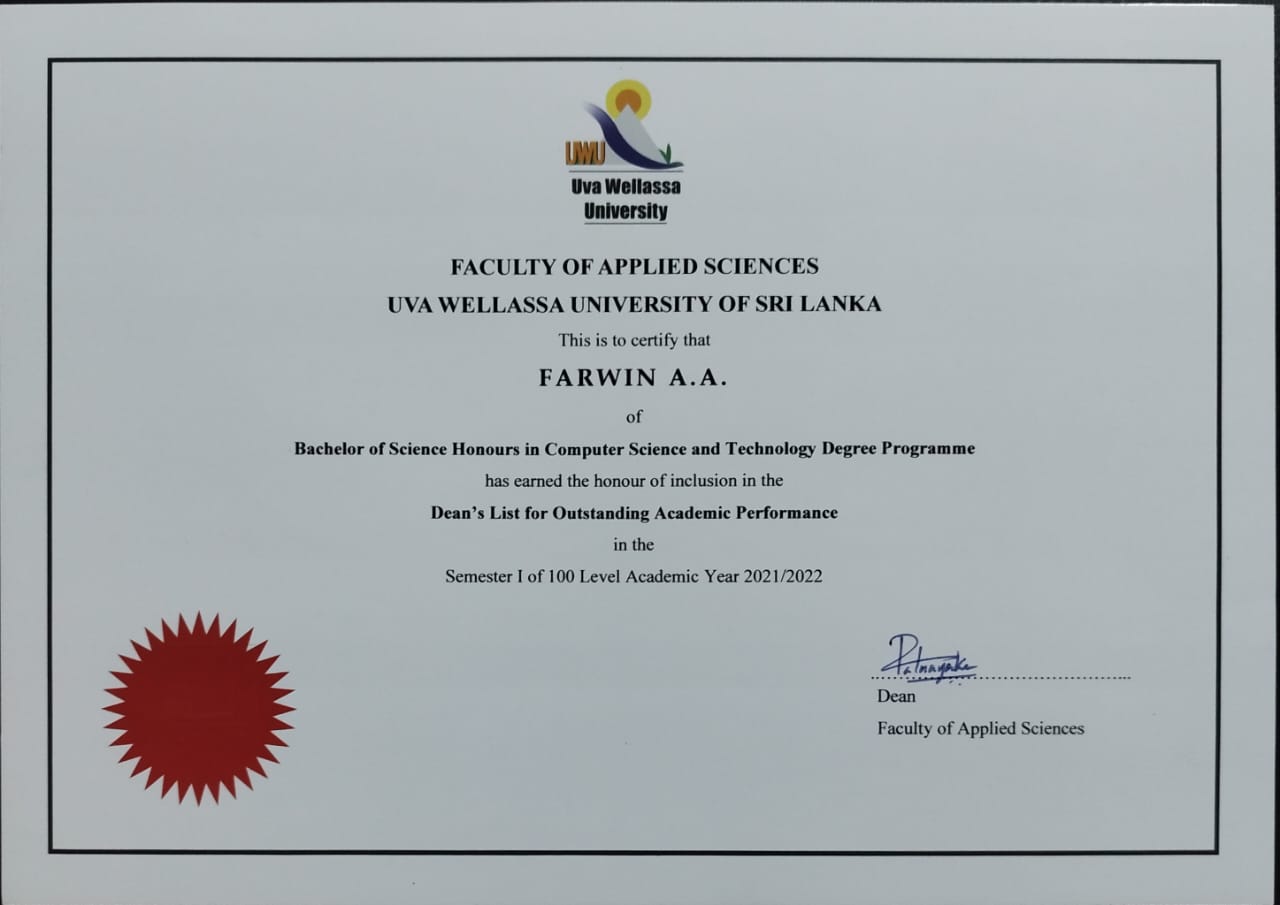 UWU
Uva Wellassa
University
FACULTY OF APPLIED SCIENCES
UVA WELLASSA UNIVERSITY OF SRI LANKA
This is to certify that
FARWIN A.A.
of
Bachelor of Science Honours in Computer Science and Technology Degree Programme
has earned the honour of inclusion in the
Dean's List for Outstanding Academic Performance
in the
Semester I of 100 Level Academic Year 2021/2022
Dean
Faculty of Applied Sciences